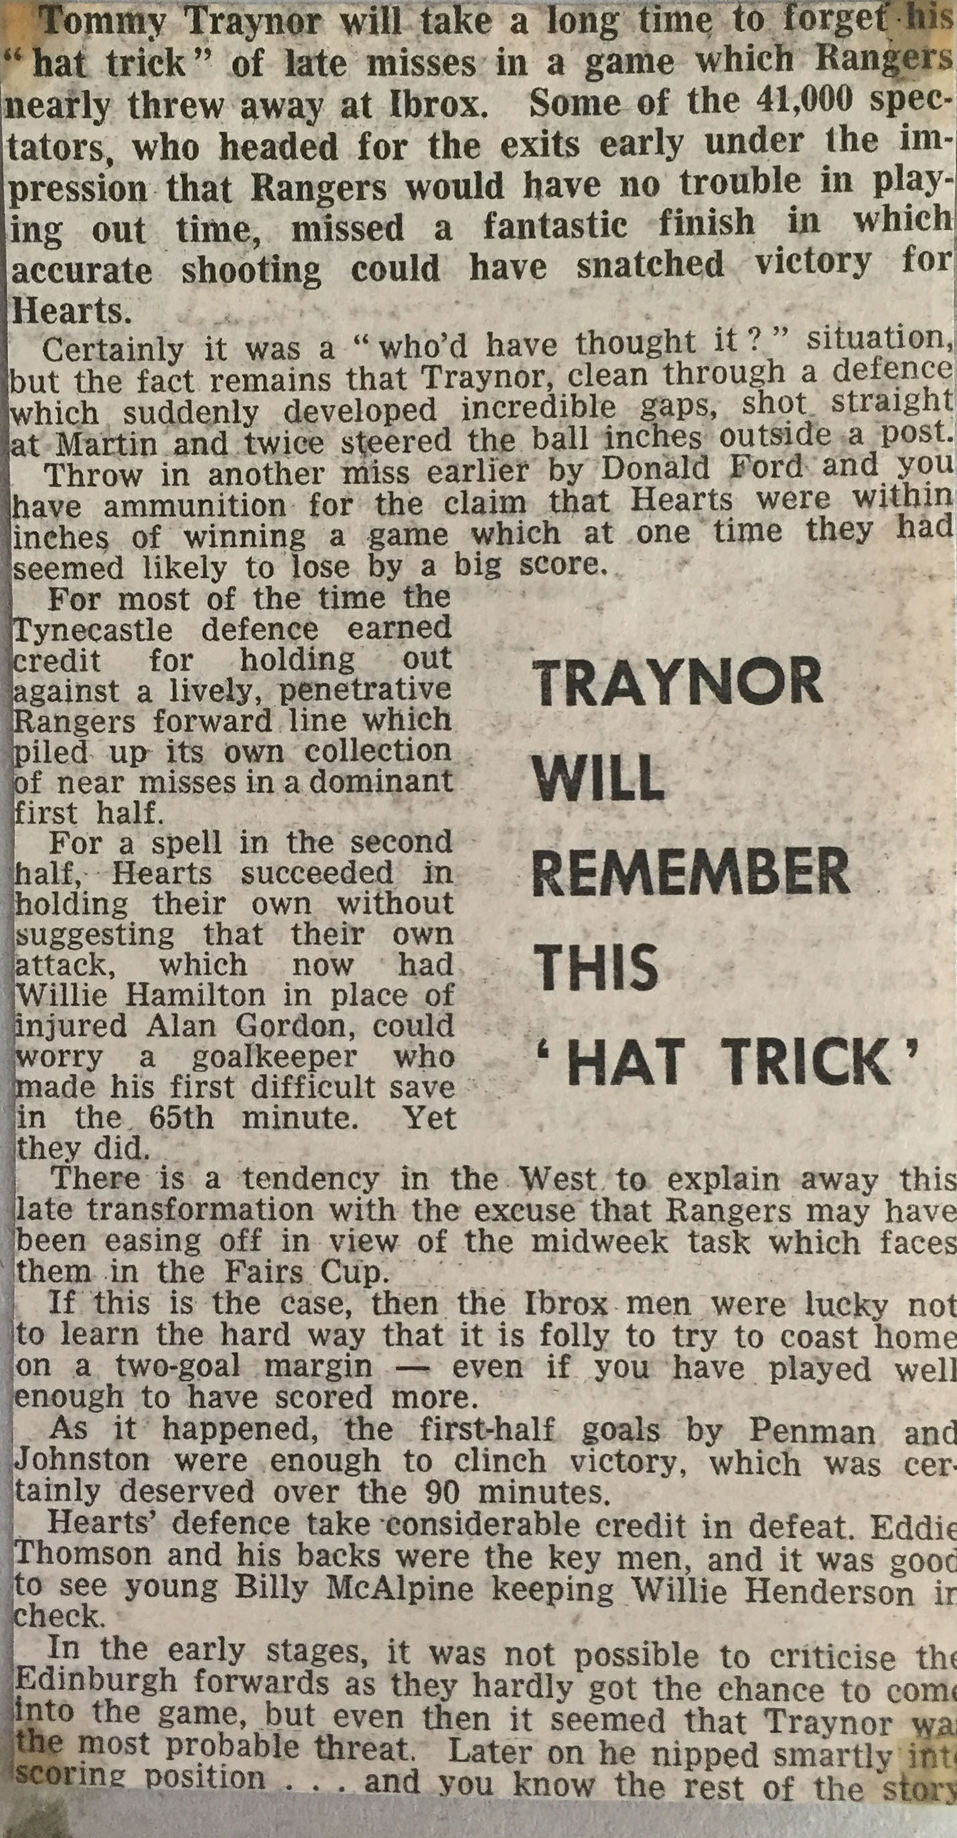 Tommy Traynor will take a long time to forget his
“ hat trick ” of late misses in a game which Rangers
nearly threw away at Ibrox. Some of the 41,000 spec-
tators, who headed for the exits early under the im-
pression that Rangers would have no trouble in play-
ing out time, missed a fantastic finish in which
accurate shooting could have snatched victory for
Hearts.
Certainly it was a “ who'd have thought it ? ” situation,
but the fact remains that Traynor, clean through a defence
which suddenly developed incredible gaps, shot straight
at Martin and twice steered the ball inches outside a post.
Throw in another miss earlier by Donald Ford and you
have ammunition for the claim that Hearts were within
inches of winning a game which at one time they had
seemed likely to lose by a big score.
For most of the time the
Tynecastle defence earned
credit for holding out
against a lively, penetrative
Rangers forward line which
piled up its own collection
of near misses in a dominant
first half.
For a spell in the second
half, Hearts succeeded in
holding their own without
suggesting that their own
attack, which now had
Willie Hamilton in place of
injured Alan Gordon, could
worry a goalkeeper who
made his first difficult save
in the 65th minute. Yet
they did.
TRAYNOR
WILL
REMEMBER
THIS
‘ HAT TRICK ’
There is a tendency in the West to explain away this
late transformation with the excuse that Rangers may have
been easing off in view of the midweek task which faces
them in the Fairs Cup.
If this is the case, then the Ibrox men were lucky not
to learn the hard way that it is folly to try to coast home
on a two-goal margin — even if you have played well
enough to have scored more.
As it happened, the first-half goals by Penman and
Johnston were enough to clinch victory, which was cer-
tainly deserved over the 90 minutes.
Hearts' defence take considerable credit in defeat. Eddie
Thomson and his backs were the key men, and it was good
to see young Billy McAlpine keeping Willie Henderson in
check.
In the early stages, it was not possible to criticise the
Edinburgh forwards as they hardly got the chance to come
into the game, but even then it seemed that Traynor wa
the most probable threat. Later on he nipped smartly int
scoring position . . . and you know the rest of the story